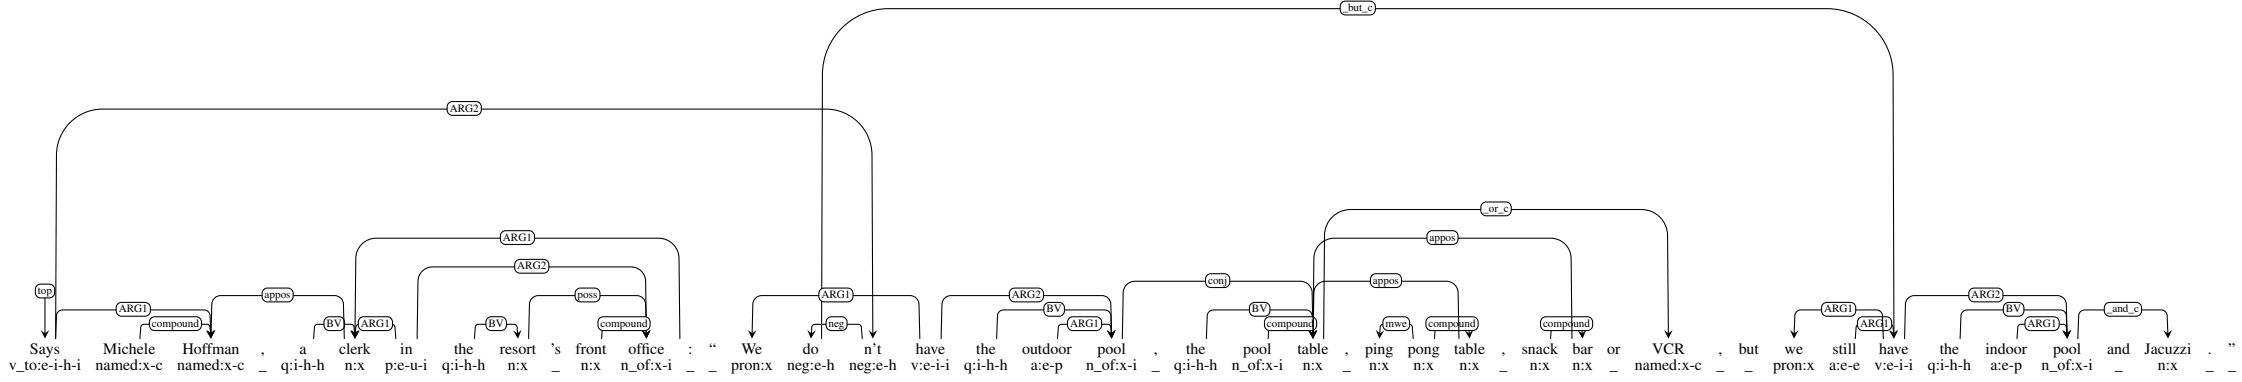 _but_c
ARG2
_or_c
ARG1 appos
ARG2
conj appos
top appos poss ARG1 ARG2 ARG2
ARG1 BV BV ARG1 BV
compound BV ARG1 BV compound neg ARG1 compound mwe compound compound ARG1 ARG1 _and_c
Says Michele Hoffman , a clerk in the resort 's front office : “ We do n't have the outdoor pool , the pool table , ping pong table , snack bar or VCR , but we still have the indoor pool and Jacuzzi . ”
v_to:e-i-h-i named:x-c named:x-c _ q:i-h-h n:x p:e-u-i q:i-h-h n:x _ n:x n_of:x-i _ _ pron:x neg:e-h neg:e-h v:e-i-i q:i-h-h a:e-p n_of:x-i _ q:i-h-h n_of:x-i n:x _ n:x n:x n:x _ n:x n:x _ named:x-c _ _ pron:x a:e-e v:e-i-i q:i-h-h a:e-p n_of:x-i _ n:x _ _